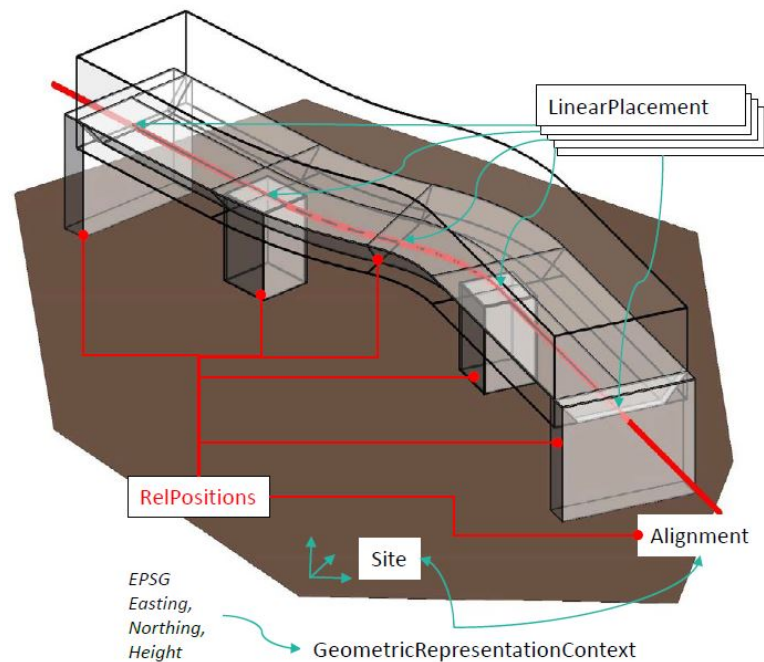 LinearPlacement
RelPositions
Alignment
Site
EPSG
Easting,
Northing,
Height
GeometricRepresentationContext